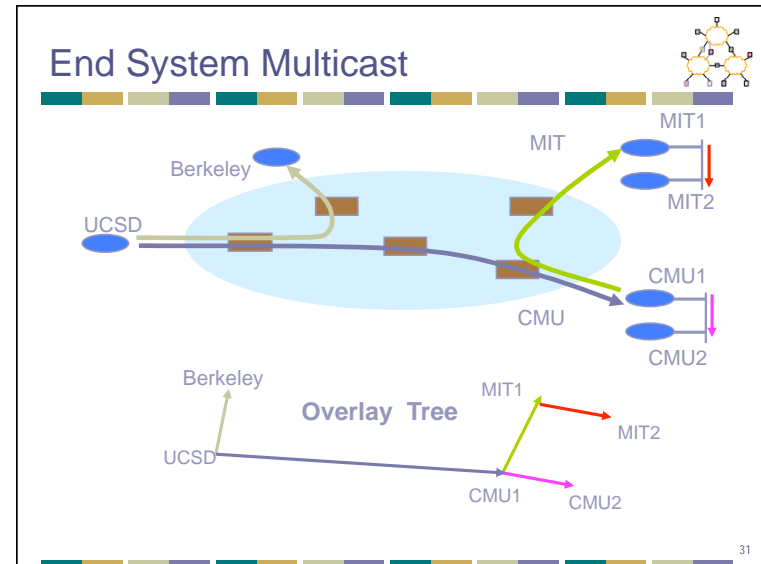 End System Multicast
MIT1
MIT
Berkeley
MIT2
UCSD
CMU1
CMU
CMU2
Berkeley
MIT1
Overlay Tree
MIT2
UCSD
CMU1
CMU2
31